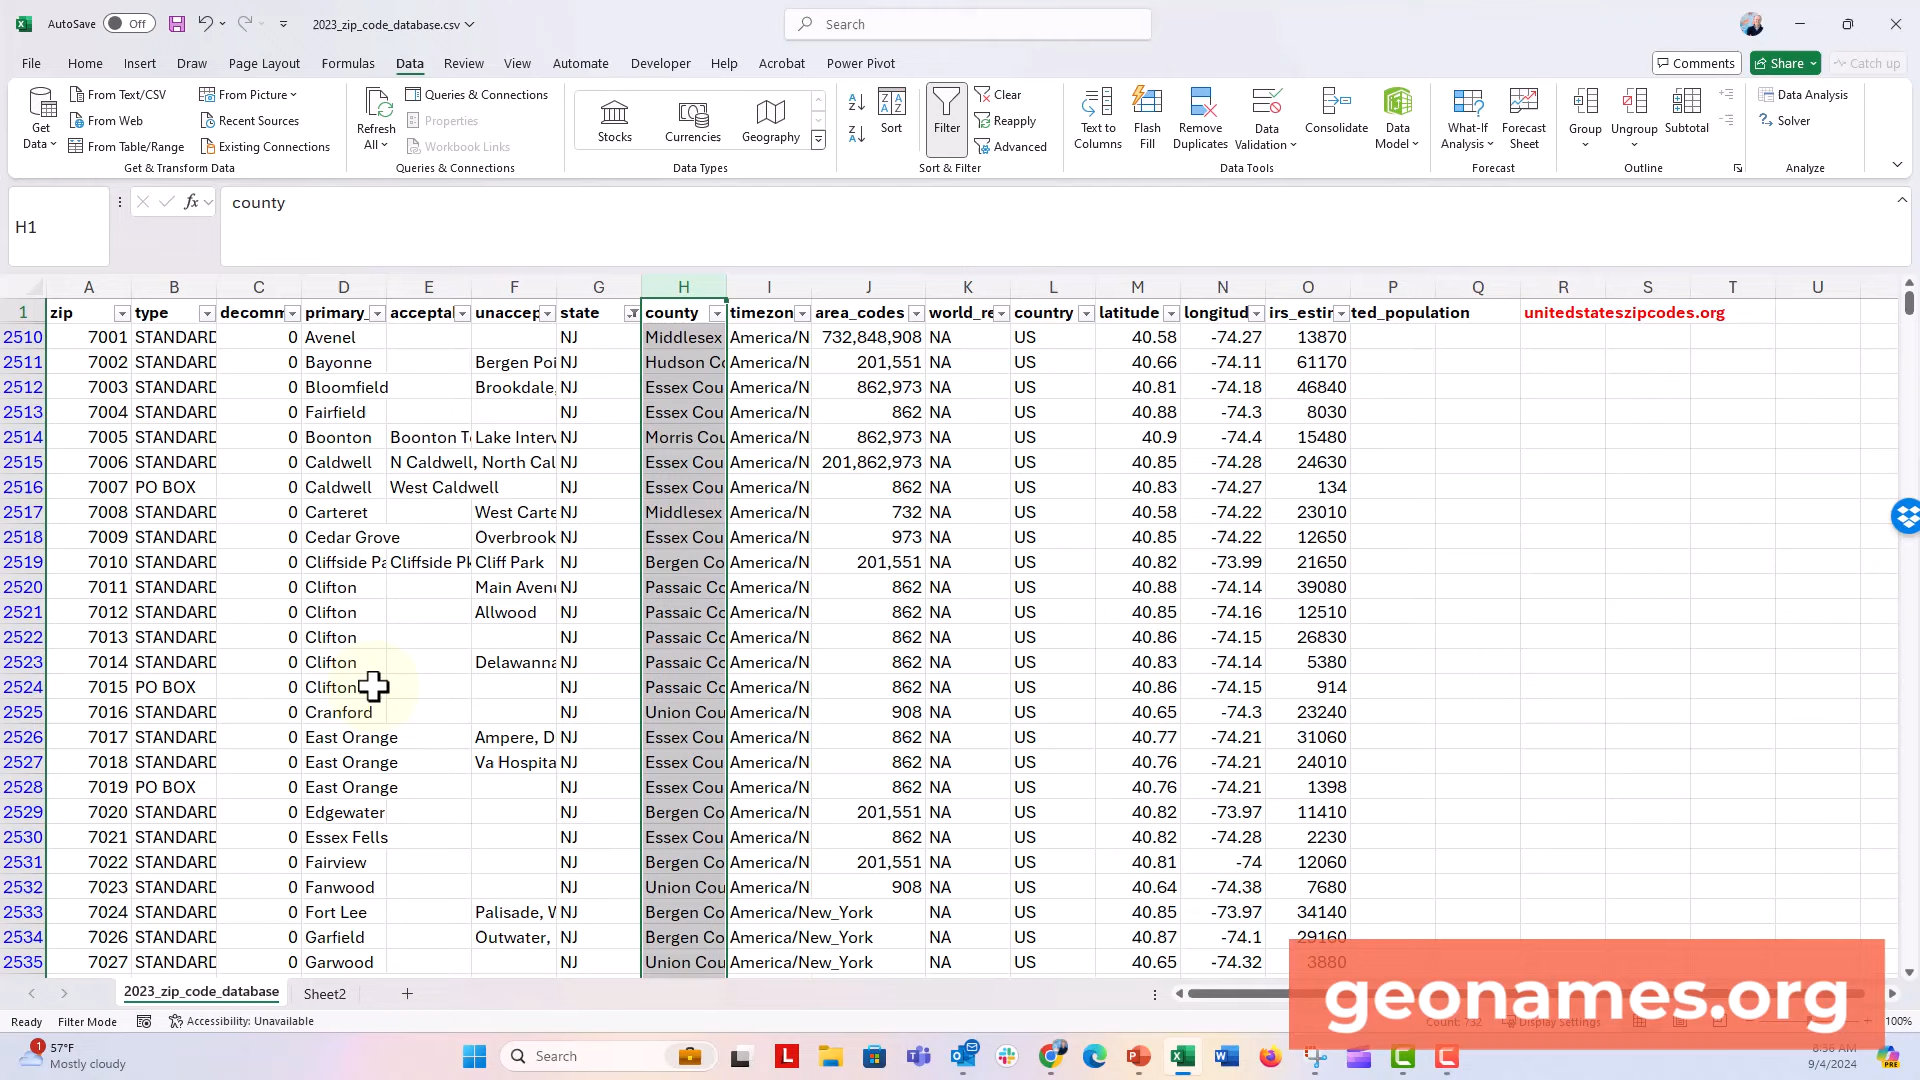 AutoSave Off 2023_zip_code_database.csv Search
File Home Insert Draw Page Layout Formulas Data Review View Automate Developer Help Acrobat Power Pivot Comments Share Catch up
Get Data
From Text/CSV
From Web
From Table/Range
From Picture
Recent Sources
Existing Connections
Get & Transform Data
Refresh All
Queries & Connections
Properties
Workbook Links
Queries & Connections
Stocks Currencies Geography
Data Types
Sort
Filter
Clear
Reapply
Advanced
Sort & Filter
Text to Columns
Flash Fill
Remove Duplicates
Data Validation
Consolidate
Data Model
Data Tools
What-If Analysis
Forecast Sheet
Forecast
Group Ungroup Subtotal
Outline
Data Analysis
Solver
Analyze
H1 fx county
A B C D E F G H I J K L M N O P Q R S T U
1 zip type decomm primary_ acceptal unaccep state county timezon area_codes world_re country latitude longitud irs_estin ted_population unitedstateszipcodes.org
2510 7001 STANDARD 0 Avenel NJ Middlesex America/N 732,848,908 NA US 40.58 -74.27 13870
2511 7002 STANDARD 0 Bayonne Bergen Poi NJ Hudson Co America/N 201,551 NA US 40.66 -74.11 61170
2512 7003 STANDARD 0 Bloomfield Brookdale, NJ Essex Cou America/N 862,973 NA US 40.81 -74.18 46840
2513 7004 STANDARD 0 Fairfield NJ Essex Cou America/N 862 NA US 40.88 -74.3 8030
2514 7005 STANDARD 0 Boonton Boonton To Lake Interv NJ Morris Cou America/N 862,973 NA US 40.9 -74.4 15480
2515 7006 STANDARD 0 Caldwell N Caldwell, North Cal NJ Essex Cou America/N 201,862,973 NA US 40.85 -74.28 24630
2516 7007 PO BOX 0 Caldwell West Caldwell NJ Essex Cou America/N 862 NA US 40.83 -74.27 134
2517 7008 STANDARD 0 Carteret West Carte NJ Middlesex America/N 732 NA US 40.58 -74.22 23010
2518 7009 STANDARD 0 Cedar Grove Overbrook NJ Essex Cou America/N 973 NA US 40.85 -74.22 12650
2519 7010 STANDARD 0 Cliffside Pa Cliffside Pk Cliff Park NJ Bergen Co America/N 201,551 NA US 40.82 -73.99 21650
2520 7011 STANDARD 0 Clifton Main Avenu NJ Passaic Co America/N 862 NA US 40.88 -74.14 39080
2521 7012 STANDARD 0 Clifton Allwood NJ Passaic Co America/N 862 NA US 40.85 -74.16 12510
2522 7013 STANDARD 0 Clifton NJ Passaic Co America/N 862 NA US 40.86 -74.15 26830
2523 7014 STANDARD 0 Clifton Delawanna NJ Passaic Co America/N 862 NA US 40.83 -74.14 5380
2524 7015 PO BOX 0 Clifton NJ Passaic Co America/N 862 NA US 40.86 -74.15 914
2525 7016 STANDARD 0 Cranford NJ Union Cou America/N 908 NA US 40.65 -74.3 23240
2526 7017 STANDARD 0 East Orange Ampere, D NJ Essex Cou America/N 862 NA US 40.77 -74.21 31060
2527 7018 STANDARD 0 East Orange Va Hospita NJ Essex Cou America/N 862 NA US 40.76 -74.21 24010
2528 7019 PO BOX 0 East Orange NJ Essex Cou America/N 862 NA US 40.76 -74.21 1398
2529 7020 STANDARD 0 Edgewater NJ Bergen Co America/N 201,551 NA US 40.82 -73.97 11410
2530 7021 STANDARD 0 Essex Fells NJ Essex Cou America/N 862 NA US 40.82 -74.28 2230
2531 7022 STANDARD 0 Fairview NJ Bergen Co America/N 201,551 NA US 40.81 -74 12060
2532 7023 STANDARD 0 Fanwood NJ Union Cou America/N 908 NA US 40.64 -74.38 7680
2533 7024 STANDARD 0 Fort Lee Palisade, W NJ Bergen Co America/New_York NA US 40.85 -73.97 34140
2534 7026 STANDARD 0 Garfield Outwater, NJ Bergen Co America/New_York NA US 40.87 -74.1 29160
2535 7027 STANDARD 0 Garwood NJ Union Cou America/New_York NA US 40.65 -74.32 3880
2023_zip_code_database Sheet2
geonames.org
Ready Filter Mode Accessibility: Unavailable Count: 732 Display Settings 100%
1 57°F
Mostly cloudy
Search
8:36 AM
9/4/2024
PRE